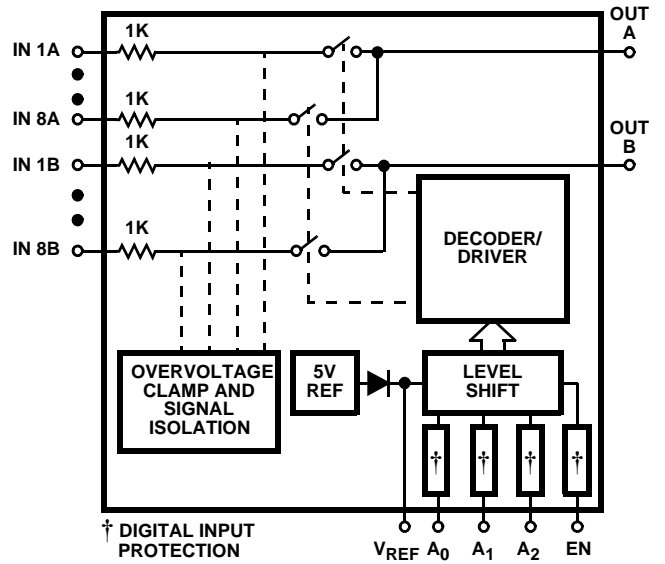 OUT
A
1K
IN 1A
1K
IN 8A
OUT
B
1K
IN 1B
1K
IN 8B
DECODER/
DRIVER
OVERVOLTAGE
CLAMP AND
SIGNAL
ISOLATION
5V
REF
LEVEL
SHIFT
† † † †
† DIGITAL INPUT
PROTECTION
VREF A0 A1 A2 EN